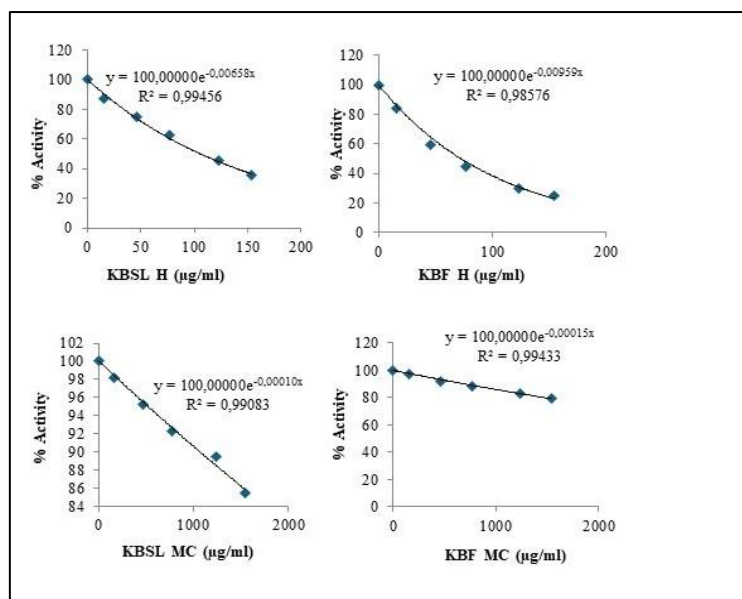 120
100
80
60
40
20
0
% Activity
y = 100,00000e-0,00658x
R² = 0,99456
0 50 100 150 200
KBSL H (µg/ml)
120
100
80
60
40
20
0
% Activity
y = 100,00000e-0,00959x
R² = 0,98576
0 100 200
KBF H (µg/ml)
102
100
98
96
94
92
90
88
86
84
% Activity
y = 100,00000e-0,00010x
R² = 0,99083
0 1000 2000
KBSL MC (µg/ml)
120
100
80
60
40
20
0
% Activity
y = 100,00000e-0,00015x
R² = 0,99433
0 1000 2000
KBF MC (µg/ml)